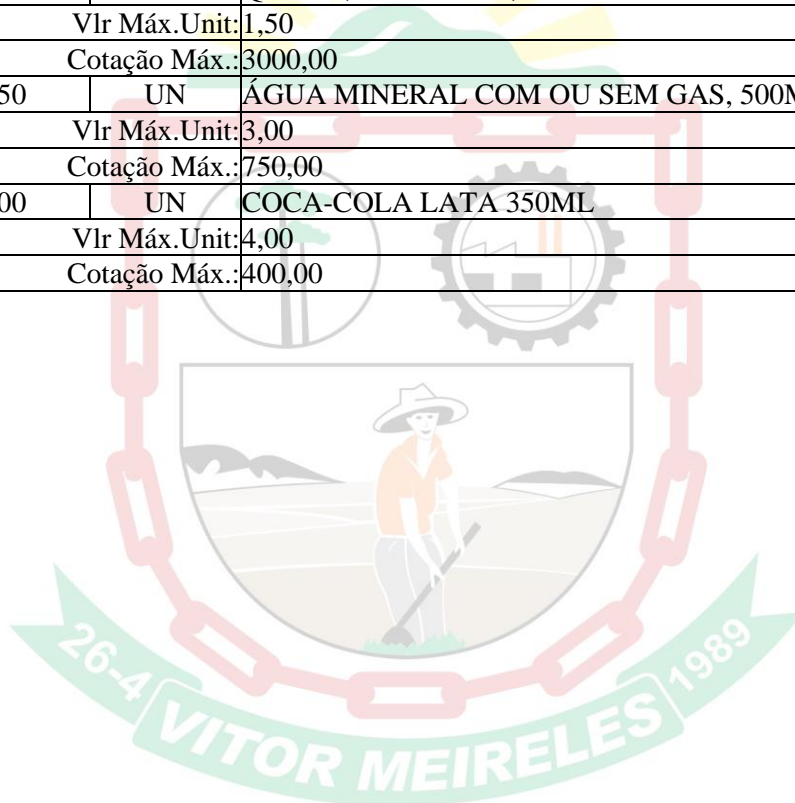 Vlr Máx.Unit: 1,50
Cotação Máx.: 3000,00
50 UN ÁGUA MINERAL COM OU SEM GAS, 500M
Vlr Máx.Unit: 3,00
Cotação Máx.: 750,00
00 UN COCA-COLA LATA 350ML
Vlr Máx.Unit: 4,00
Cotação Máx.: 400,00
26-4 VITOR MEIRELES 1989